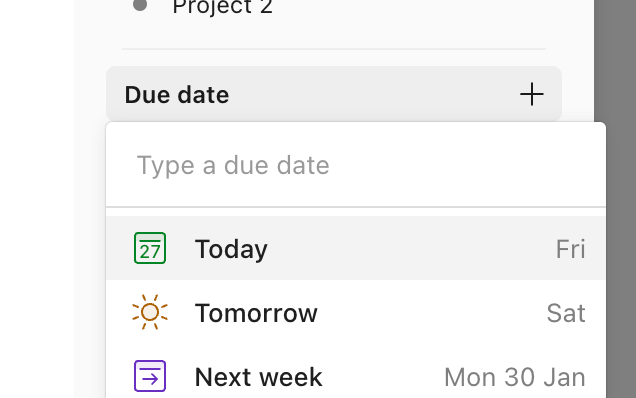 Project 2
Due date
Type a due date
27 Today Fri
Tomorrow Sat
Next week Mon 30 Jan